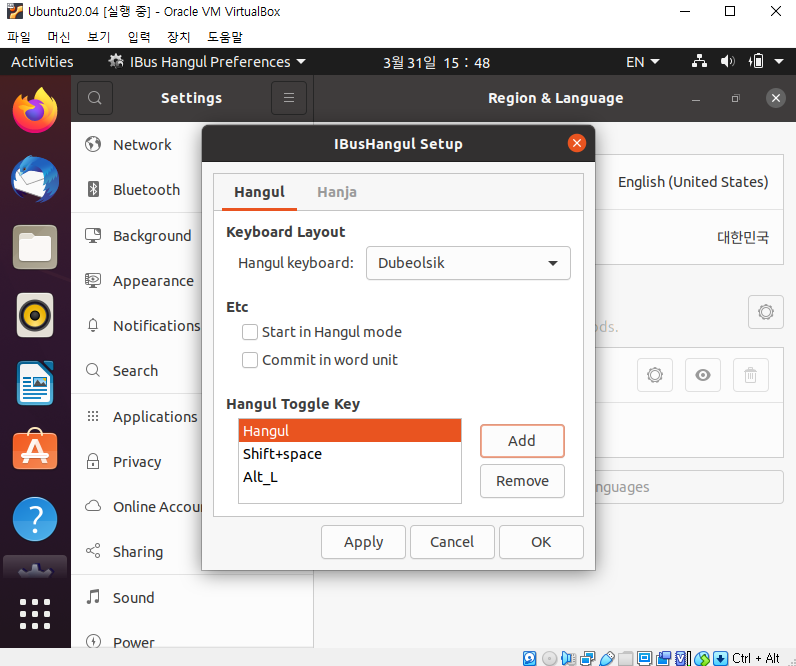 Ubuntu20.04 [실행 중] - Oracle VM VirtualBox
파일 머신 보기 입력 장치 도움말
Activities IBus Hangul Preferences 3월 31일 15 : 48 EN
Settings Region & Language
Network
Bluetooth
Background
Appearance
Notifications
Search
Applications
Privacy
Online Accou
Sharing
Sound
Power
English (United States)
대한민국
ds.
nguages
IBusHangul Setup
Hangul Hanja
Keyboard Layout
Hangul keyboard: Dubeolsik
Etc
Start in Hangul mode
Commit in word unit
Hangul Toggle Key
Hangul
Shift+space
Alt_L
Add
Remove
Apply Cancel OK
Ctrl + Alt